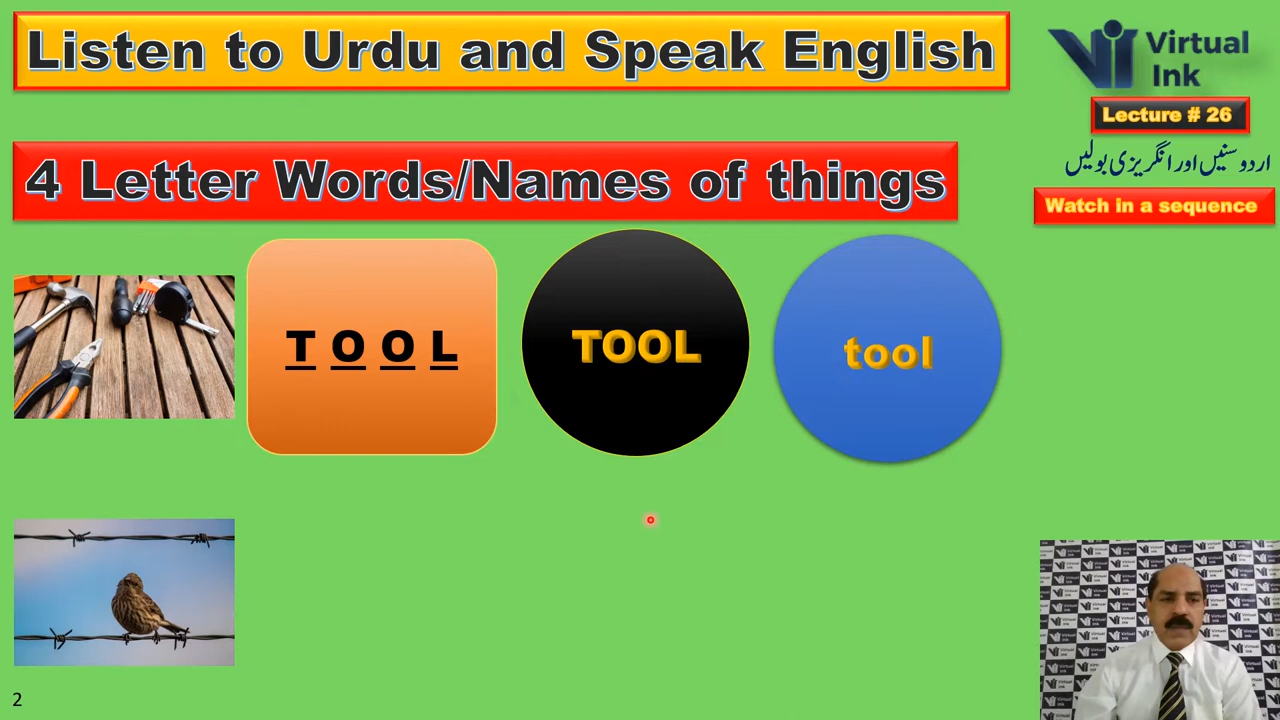 Listen to Urdu and Speak English
Virtual
Ink
Lecture # 26
اردو سنیں اور انگریزی بولیں
4 Letter Words/Names of things
Watch in a sequence
T O O L
TOOL
tool
2